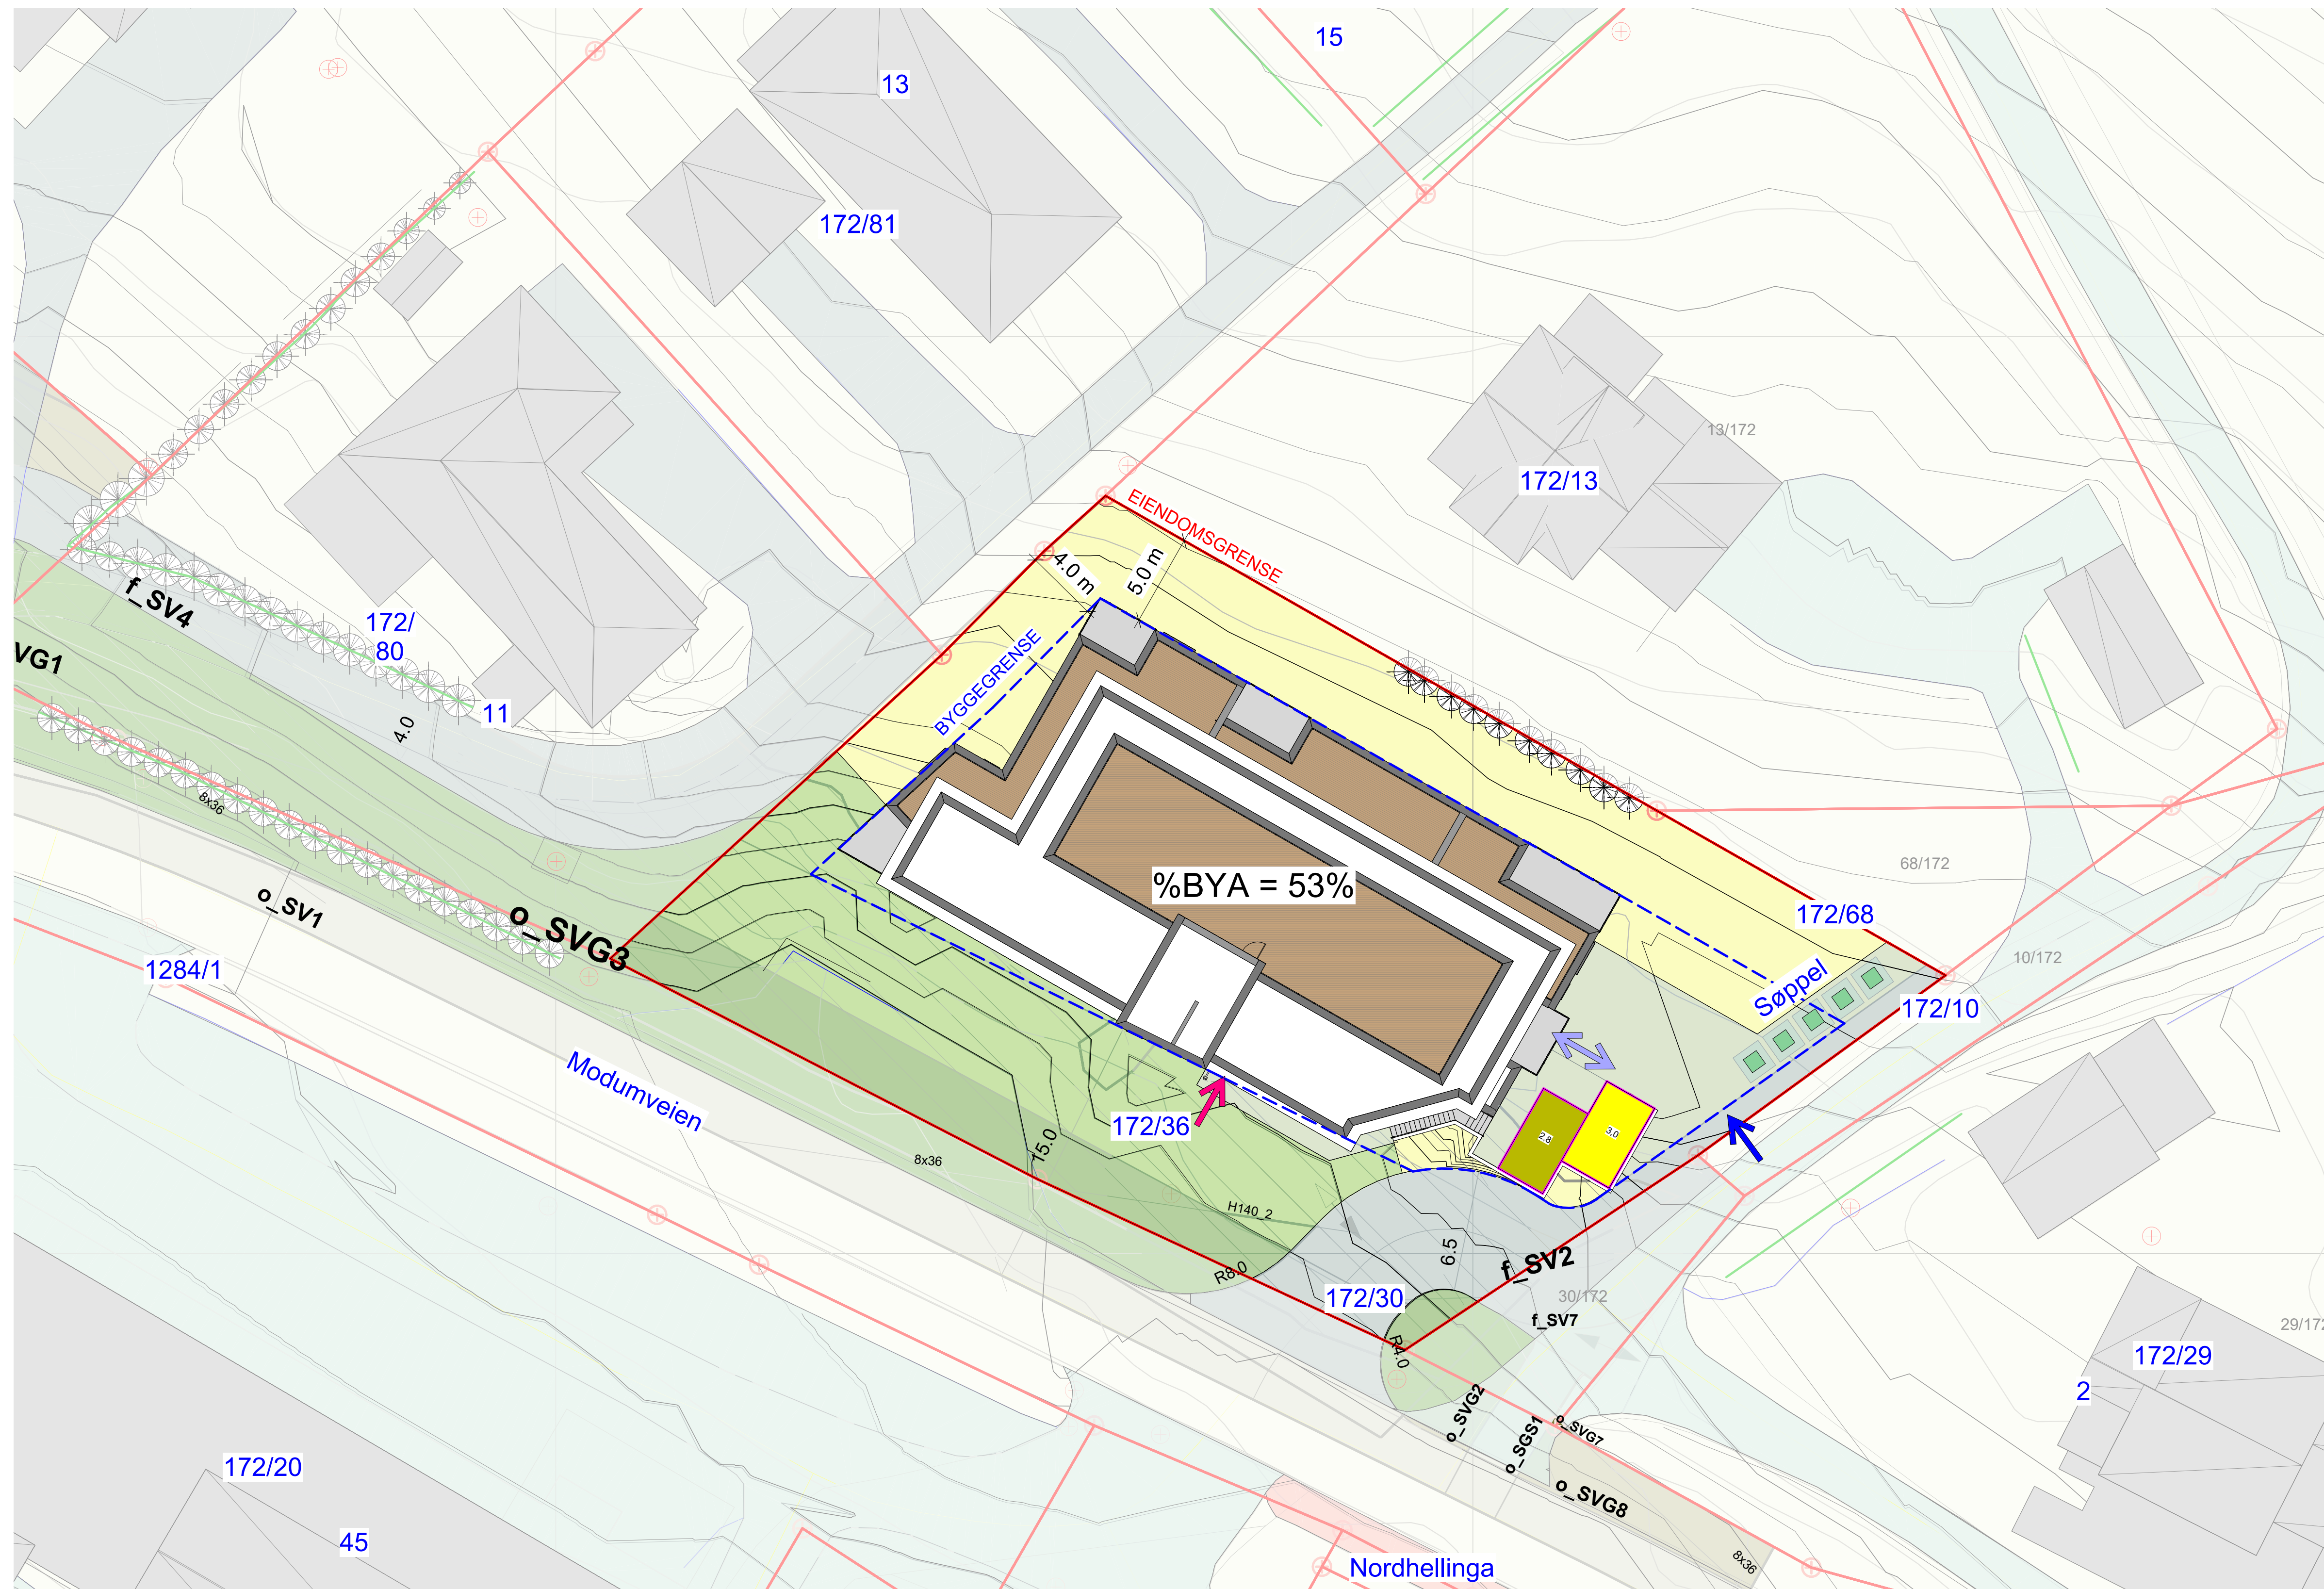 15
13
172/81
13/172
172/13
EIENDOMSGRENSE
4.0 m
5.0 m
f_SV4
172/
80
BYGGEGRENSE
VG1
11
4.0
8x36
68/172
%BYA = 53%
o_SV1
o_SVG3
172/68
10/172
1284/1
Søppel
172/10
Modumveien
172/36
15.0
2.8
3.0
8x36
H140_2
R8.0
6.5
f_SV2
172/30
30/172
f_SV7
R4.0
29/172
172/29
2
o_SVG2
o_SGS1
o_SVG7
172/20
o_SVG8
45
Nordhellinga
8x36